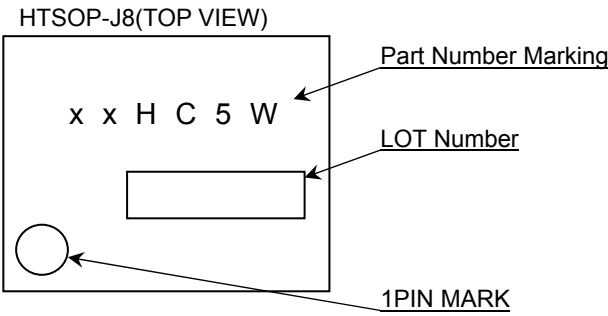 HTSOP-J8(TOP VIEW)
Part Number Marking
x x H C 5 W
LOT Number
1PIN MARK